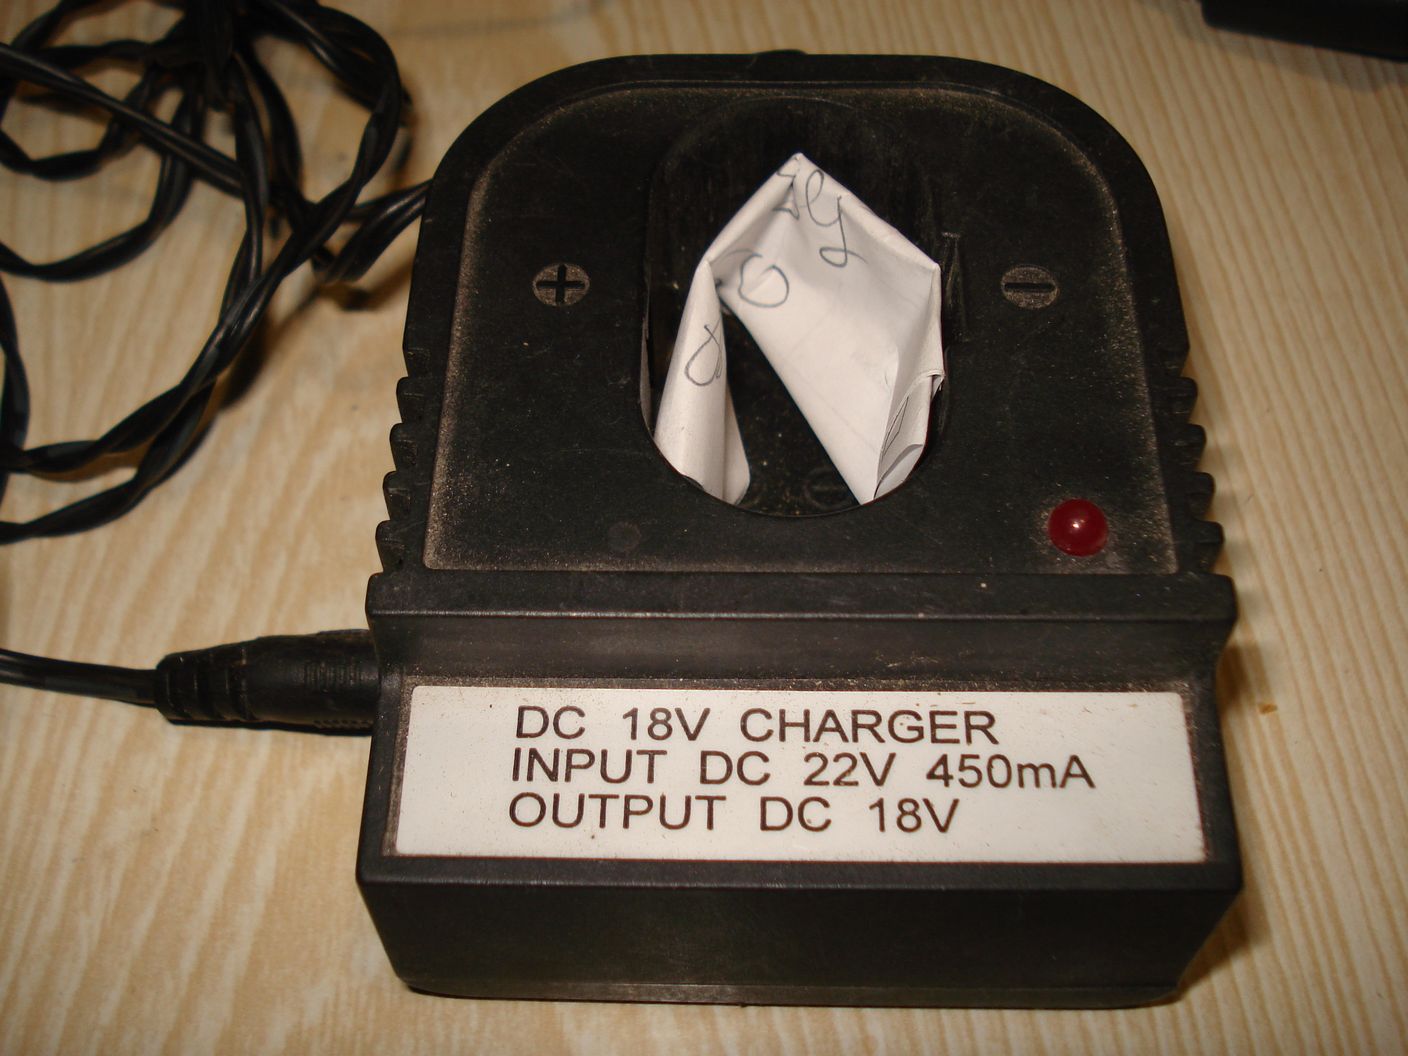 +
-
DC 18V CHARGER
INPUT DC 22V 450mA
OUTPUT DC 18V